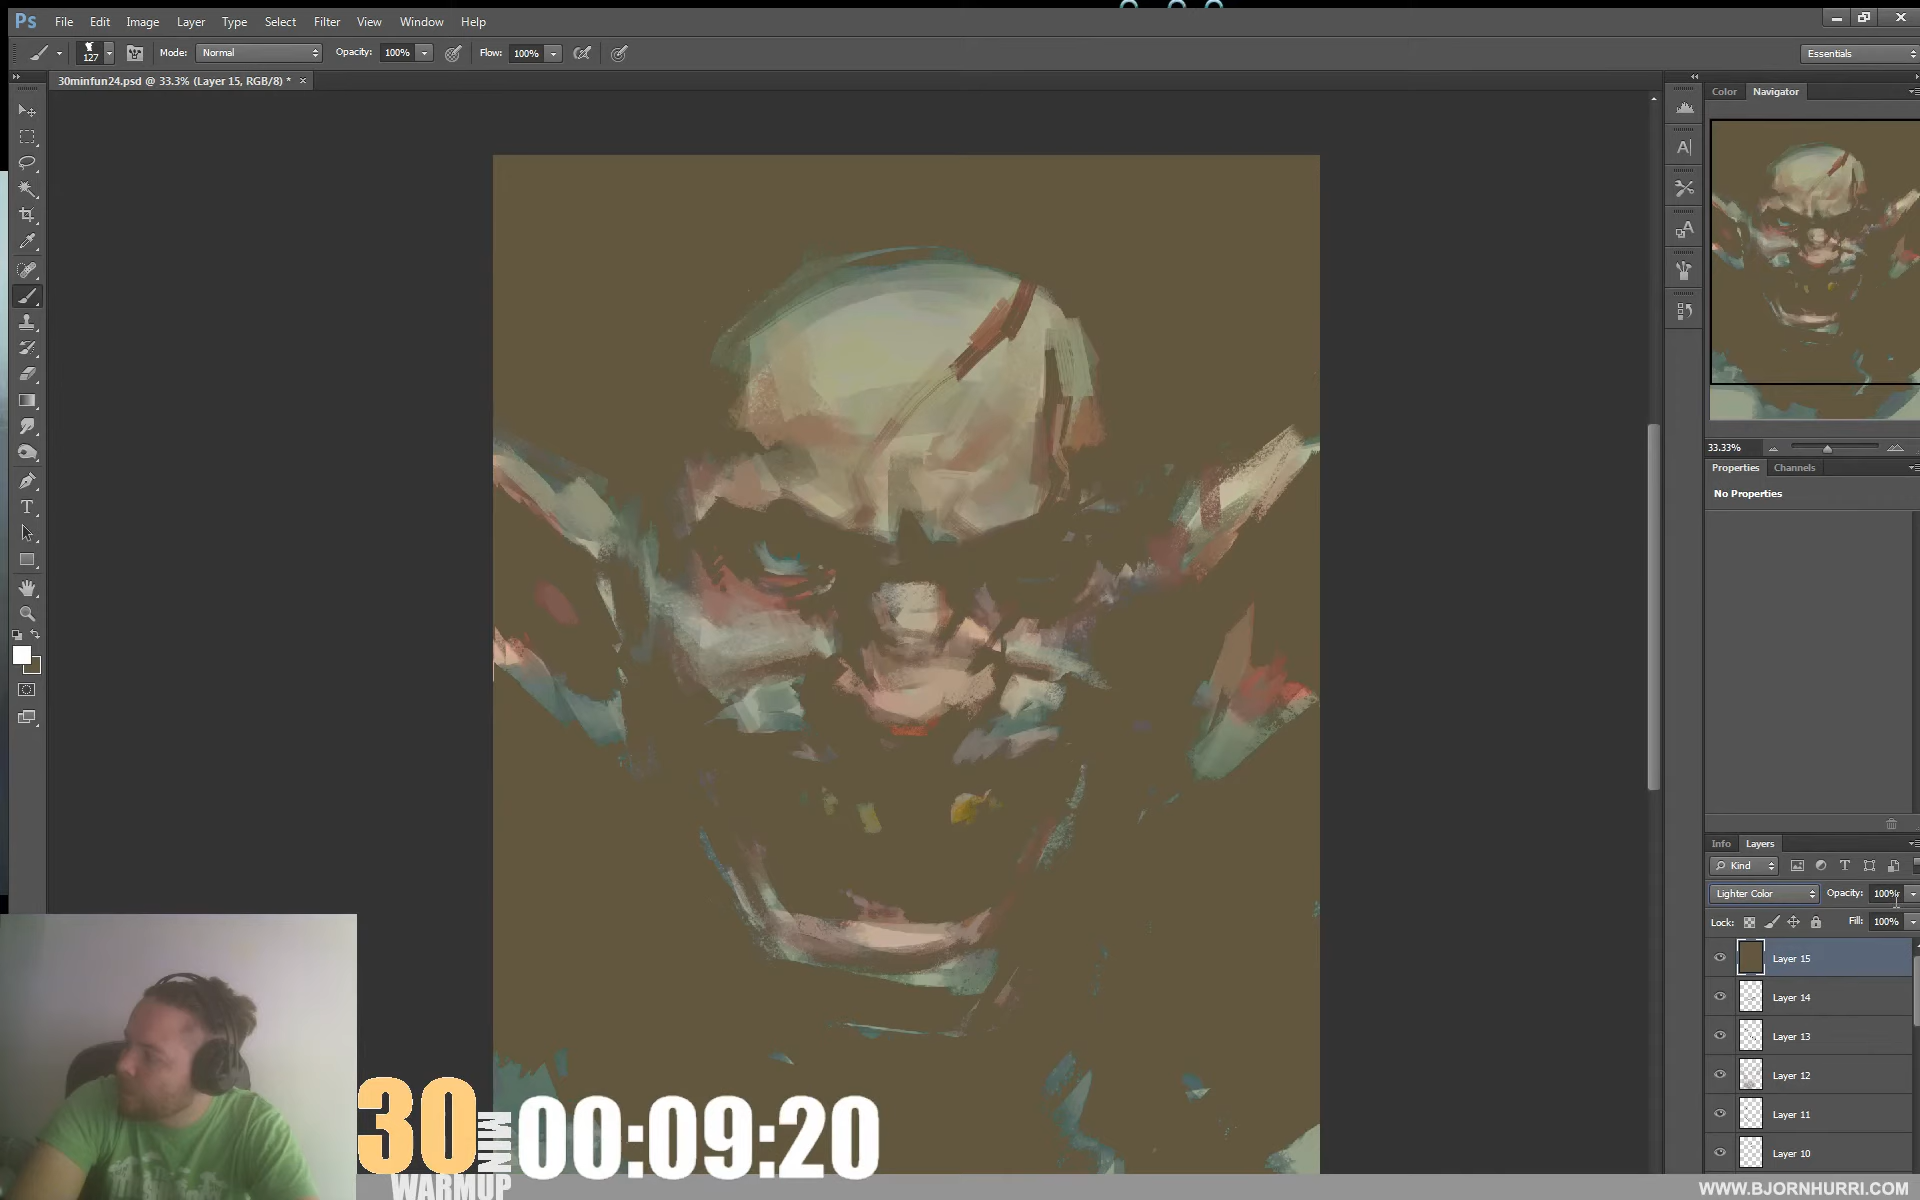 Ps File Edit Image Layer Type Select Filter View Window Help
127 Mode: Normal Opacity: 100% Flow: 100% Essentials
30minfun24.psd @ 33.3% (Layer 15, RGB/8) * ×
Color Navigator
33.33%
Properties Channels
No Properties
Info Layers
Kind
Lighter Color Opacity: 100%
Lock: Fill: 100%
Layer 15
Layer 14
Layer 13
Layer 12
Layer 11
Layer 10
30 MIN 00:09:20
WARMUP
WWW.BJORNHURRI.COM